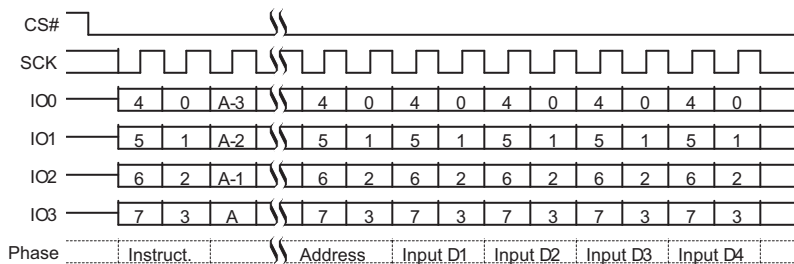 CS#
SCK
IO0 4 0 A-3 4 0 4 0 4 0 4 0 4 0
IO1 5 1 A-2 5 1 5 1 5 1 5 1 5 1
IO2 6 2 A-1 6 2 6 2 6 2 6 2 6 2
IO3 7 3 A 7 3 7 3 7 3 7 3 7 3
Phase Instruct. Address Input D1 Input D2 Input D3 Input D4